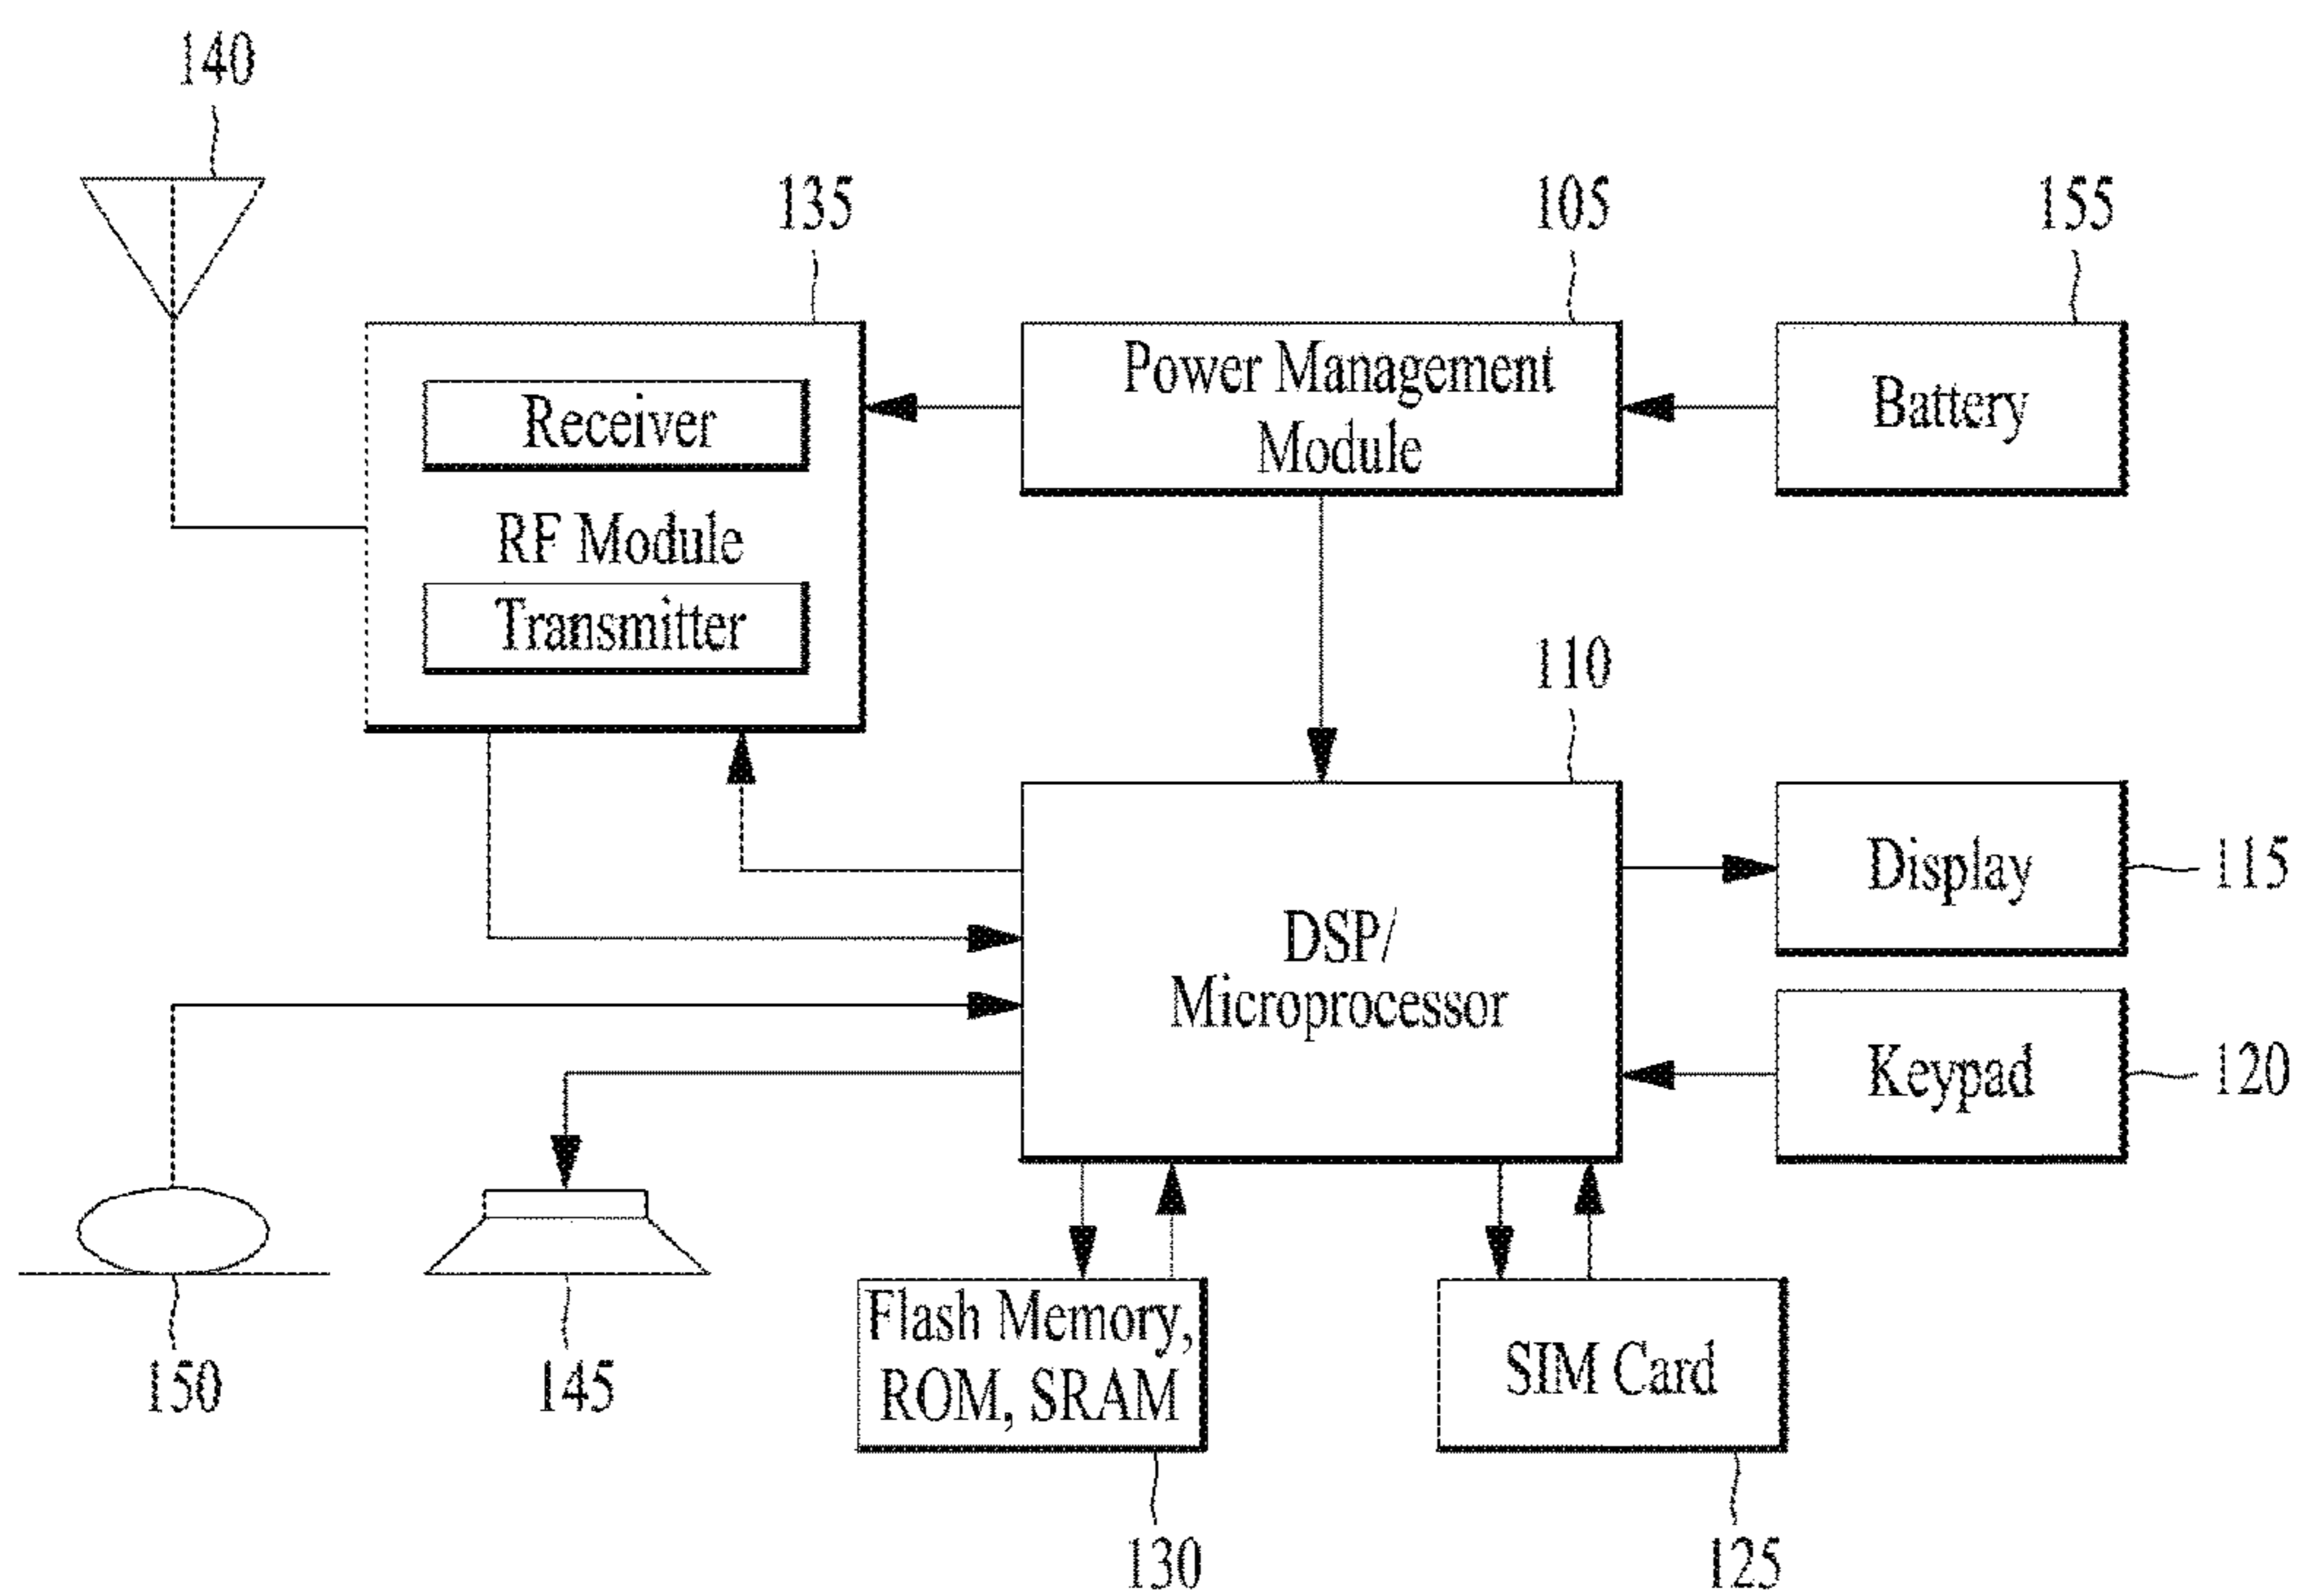 140
135
105
155
Receiver
RF Module
Transmitter
Power Management
Module
Battery
110
DSP/
Microprocessor
Display
115
Keypad
120
150
145
Flash Memory,
ROM, SRAM
SIM Card
130
125